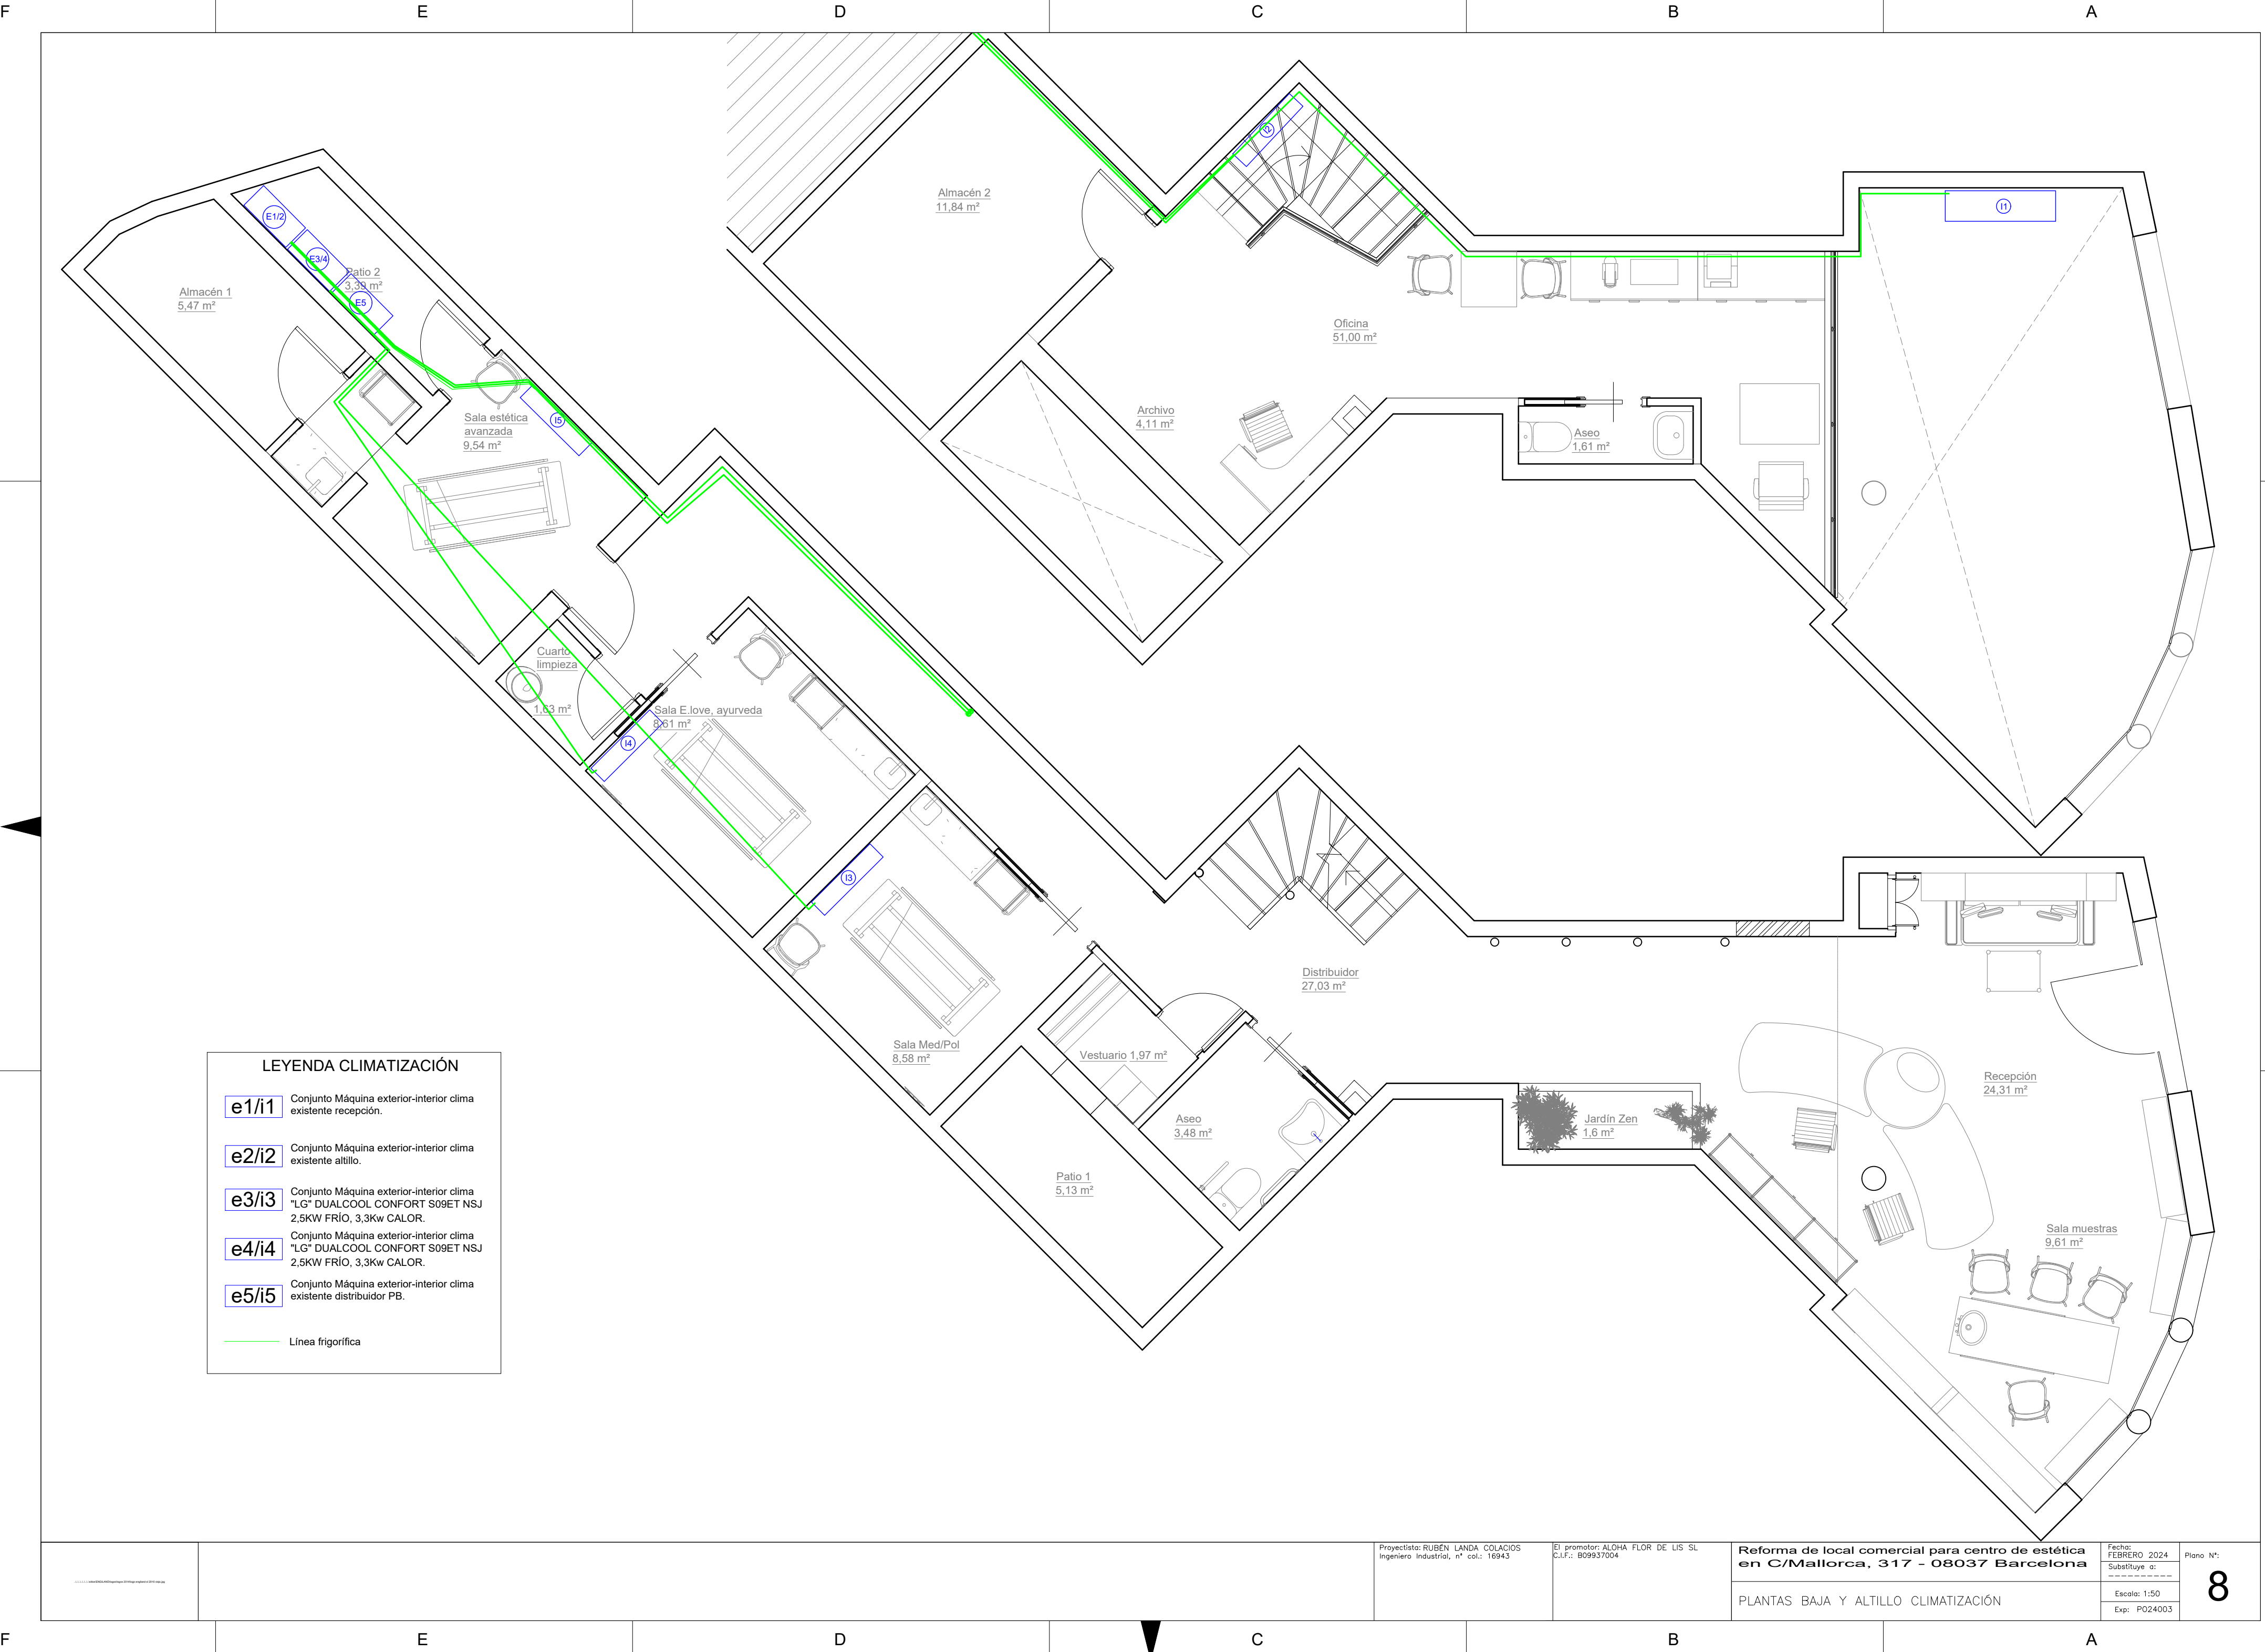 F
E
D
C
B
A
Almacén 2
11,84 m²
I2
I1
E1/2
E3/4
Patio 2
3,39 m²
E5
Almacén 1
5,47 m²
Oficina
51,00 m²
Sala estética
avanzada
9,54 m²
I5
Archivo
4,11 m²
Aseo
1,61 m²
Cuarto
limpieza
1,63 m²
Sala E.love, ayurveda
8,61 m²
I4
I3
Distribuidor
27,03 m²
Sala Med/Pol
8,58 m²
Vestuario 1,97 m²
Recepción
24,31 m²
Aseo
3,48 m²
Jardín Zen
1,6 m²
Patio 1
5,13 m²
Sala muestras
9,61 m²
LEYENDA CLIMATIZACIÓN
e1/i1
Conjunto Máquina exterior-interior clima
existente recepción.
e2/i2
Conjunto Máquina exterior-interior clima
existente altillo.
e3/i3
Conjunto Máquina exterior-interior clima
"LG" DUALCOOL CONFORT S09ET NSJ
2,5KW FRÍO, 3,3Kw CALOR.
e4/i4
Conjunto Máquina exterior-interior clima
"LG" DUALCOOL CONFORT S09ET NSJ
2,5KW FRÍO, 3,3Kw CALOR.
e5/i5
Conjunto Máquina exterior-interior clima
existente distribuidor PB.
Línea frigorífica
Proyectista: RUBÉN LANDA COLACIOS
Ingeniero Industrial, nº col.: 16943
El promotor: ALOHA FLOR DE LIS SL
C.I.F.: B09937004
Reforma de local comercial para centro de estética
en C/Mallorca, 317 - 08037 Barcelona
PLANTAS BAJA Y ALTILLO CLIMATIZACIÓN
Fecha:
FEBRERO 2024
Substituye a:
----------
Escala: 1:50
Exp: P024003
Plano Nº:
8
F
E
D
C
B
A